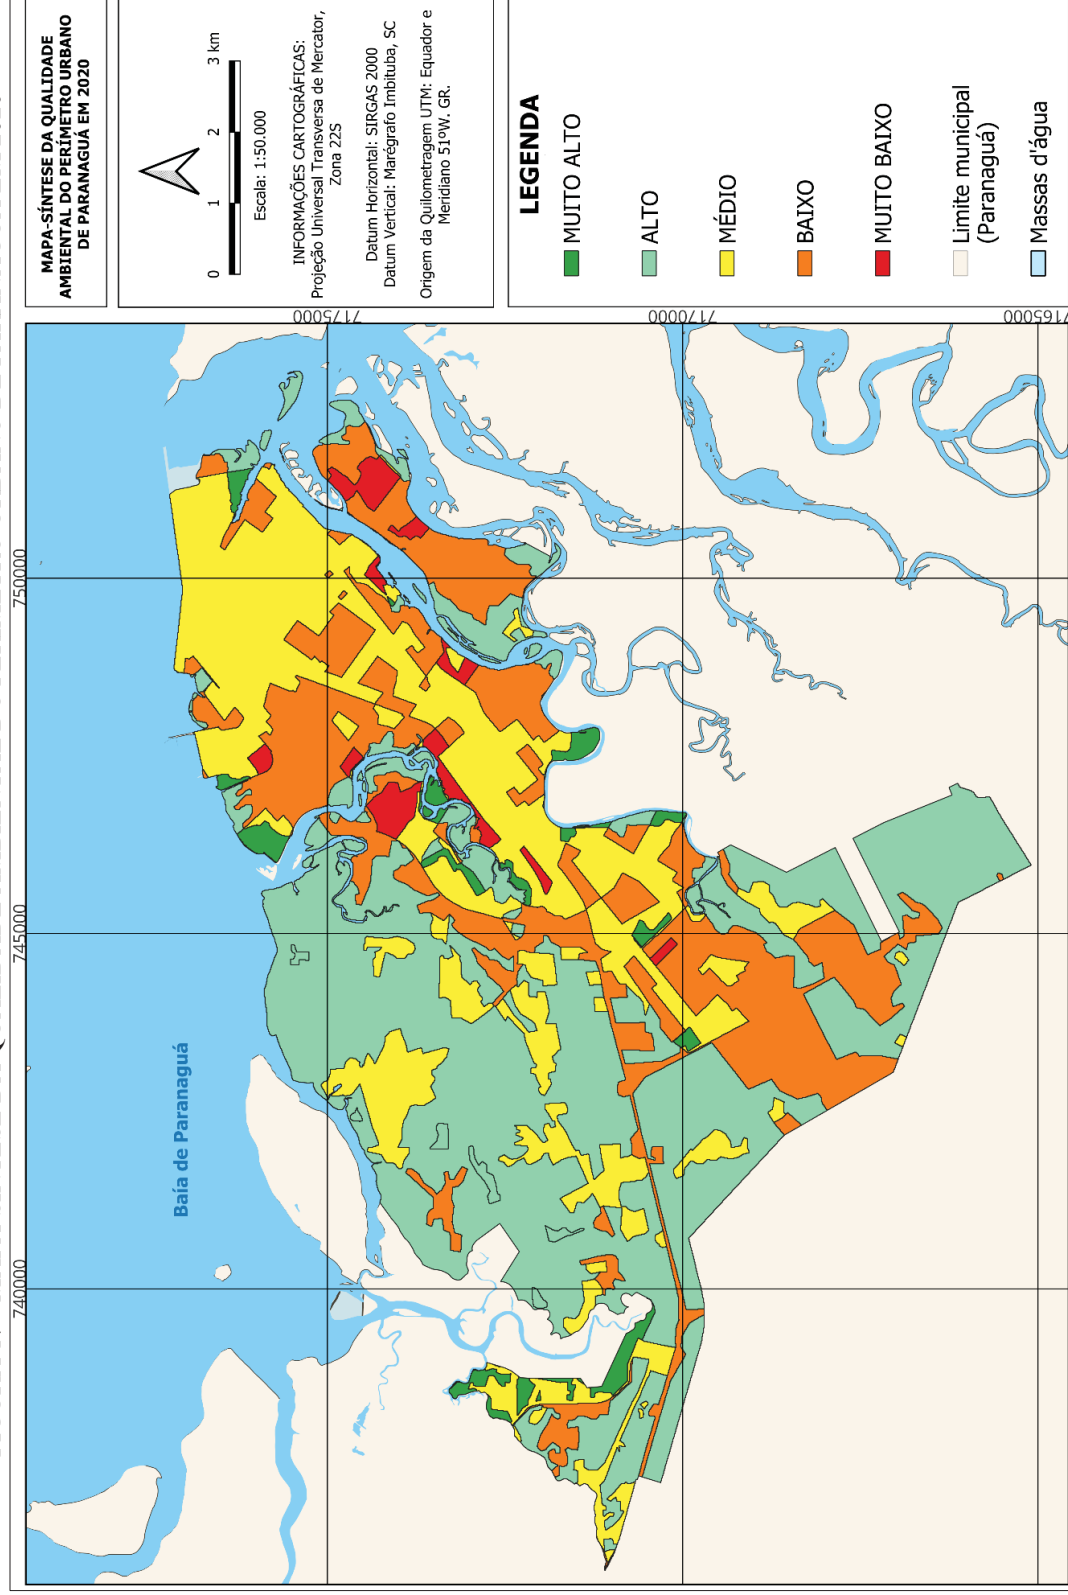 MAPA-SÍNTESE DA QUALIDADE
AMBIENTAL DO PERÍMETRO URBANO
DE PARANAGUÁ EM 2020
0 1 2 3 km
Escala: 1:50.000
INFORMAÇÕES CARTOGRÁFICAS:
Projeção Universal Transversa de Mercator,
Zona 22S
Datum Horizontal: SIRGAS 2000
Datum Vertical: Marégrafo Imbituba, SC
Origem da Quilometragem UTM: Equador e
Meridiano 51ºW. GR.
LEGENDA
MUITO ALTO
ALTO
MÉDIO
BAIXO
MUITO BAIXO
Limite municipal
(Paranaguá)
Massas d'água
740000
745000
750000
7175000
7170000
7165000
Baía de Paranaguá